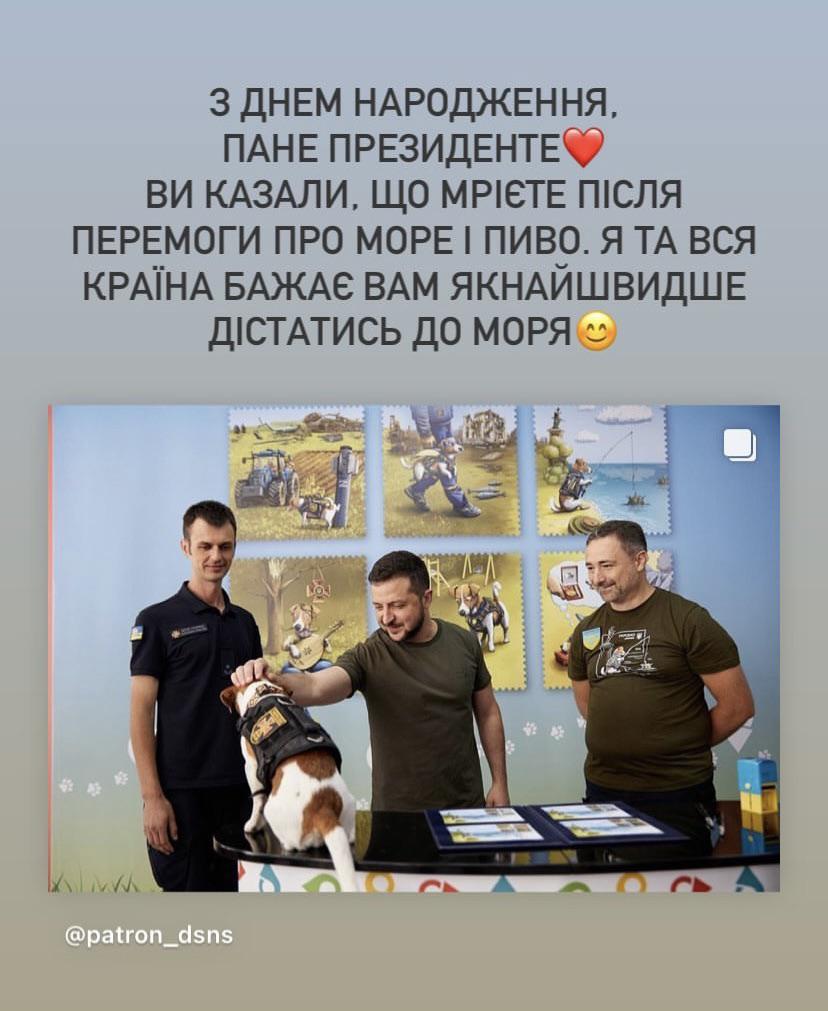 З ДНЕМ НАРОДЖЕННЯ,
ПАНЕ ПРЕЗИДЕНТЕ❤️
ВИ КАЗАЛИ, ЩО МРІЄТЕ ПІСЛЯ
ПЕРЕМОГИ ПРО МОРЕ І ПИВО. Я ТА ВСЯ
КРАЇНА БАЖАЄ ВАМ ЯКНАЙШВИДШЕ
ДІСТАТИСЬ ДО МОРЯ😊
@patron_dsns